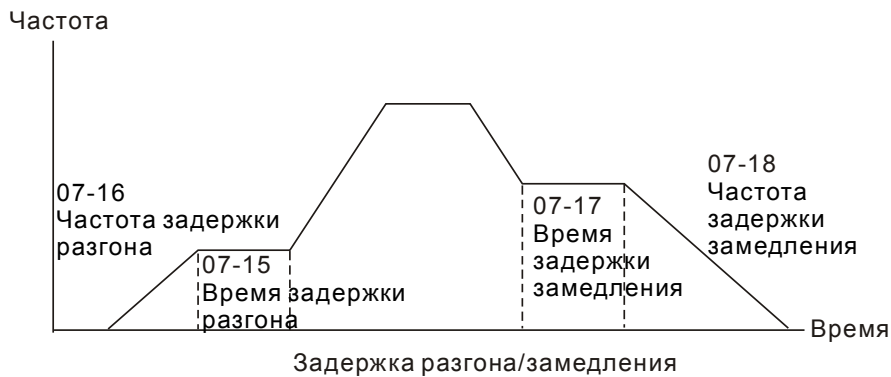 Частота
07-16
Частота задержки
разгона
07-15
Время задержки
разгона
07-17
Время
задержки
замедления
07-18
Частота
задержки
замедления
Время
Задержка разгона/замедления